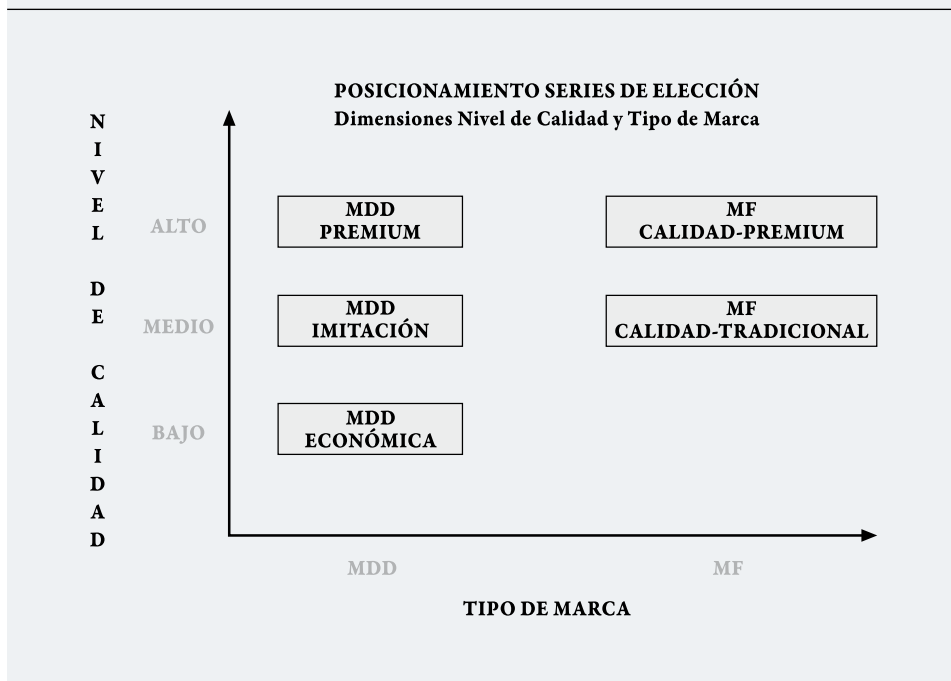 POSICIONAMIENTO SERIES DE ELECCIÓN
Dimensiones Nivel de Calidad y Tipo de Marca
NIVEL DE CALIDAD
ALTO
MDD
PREMIUM
MF
CALIDAD-PREMIUM
MEDIO
MDD
IMITACIÓN
MF
CALIDAD-TRADICIONAL
BAJO
MDD
ECONÓMICA
MDD
MF
TIPO DE MARCA